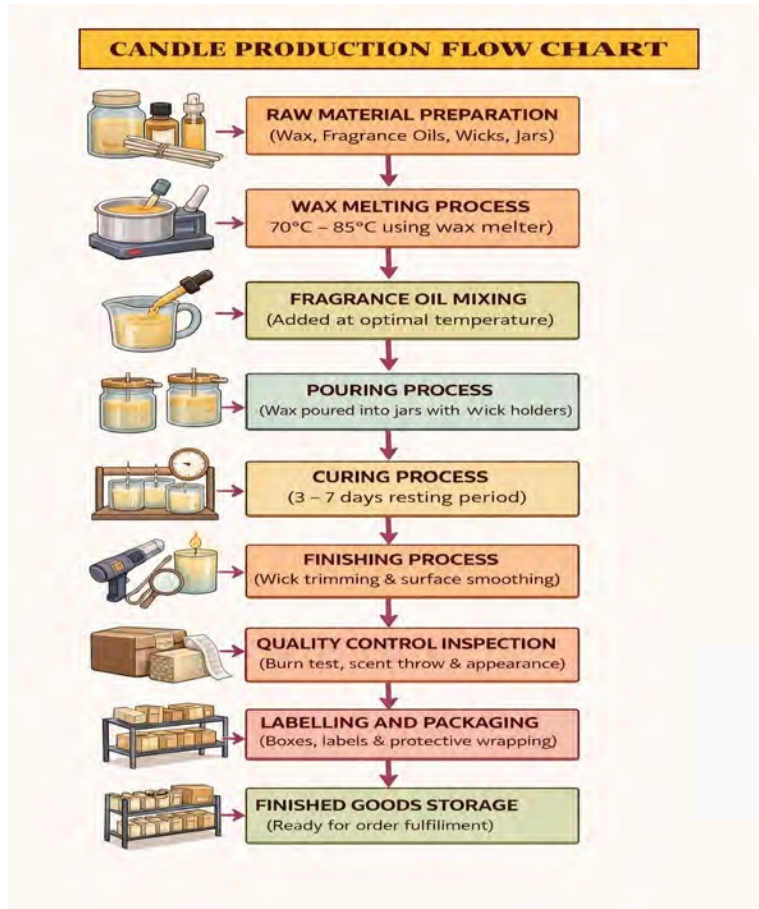 CANDLE PRODUCTION FLOW CHART
RAW MATERIAL PREPARATION
(Wax, Fragrance Oils, Wicks, Jars)
WAX MELTING PROCESS
70°C – 85°C using wax melter)
FRAGRANCE OIL MIXING
(Added at optimal temperature)
POURING PROCESS
(Wax poured into jars with wick holders)
CURING PROCESS
(3 – 7 days resting period)
FINISHING PROCESS
(Wick trimming & surface smoothing)
QUALITY CONTROL INSPECTION
(Burn test, scent throw & appearance)
LABELLING AND PACKAGING
(Boxes, labels & protective wrapping)
FINISHED GOODS STORAGE
(Ready for order fulfiliment)